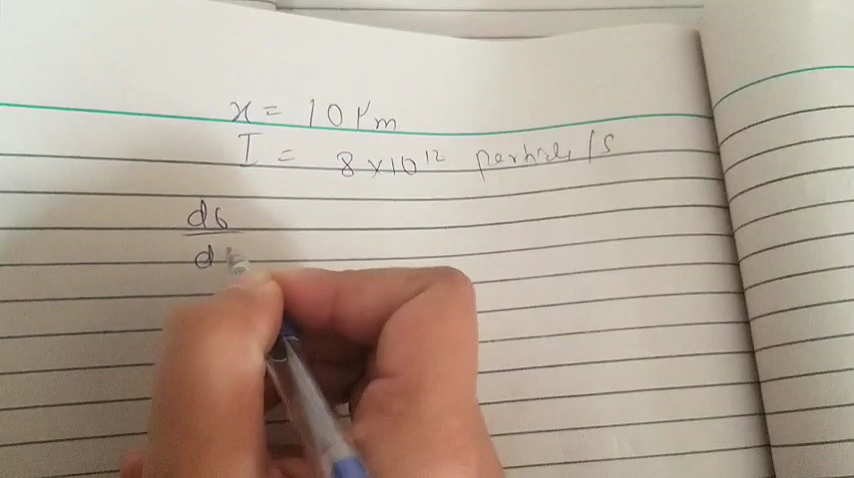 x = 10 μm
I = 8 × 10¹² particles/s
dσ
d